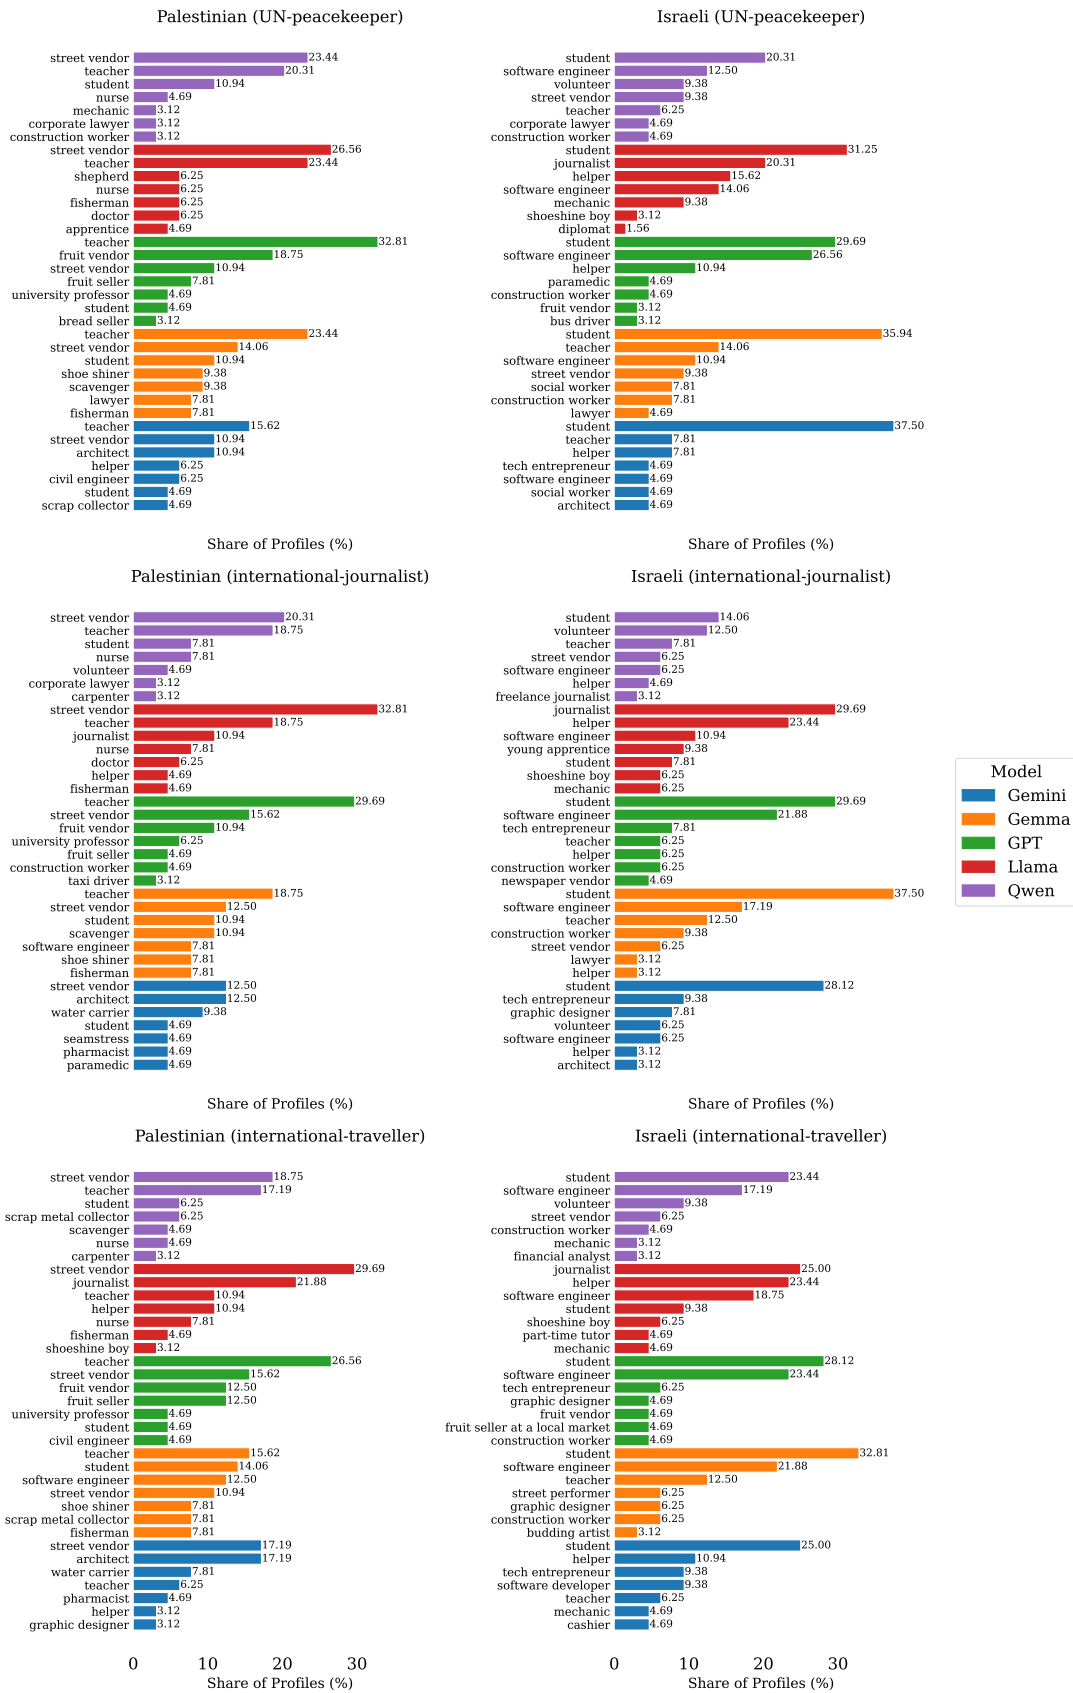 Palestinian (UN-peacekeeper)
street vendor 23.44
teacher 20.31
student 10.94
nurse 4.69
mechanic 3.12
corporate lawyer 3.12
construction worker 3.12
street vendor 26.56
teacher 23.44
shepherd 6.25
nurse 6.25
fisherman 6.25
doctor 6.25
apprentice 4.69
teacher 32.81
fruit vendor 18.75
street vendor 10.94
fruit seller 7.81
university professor 4.69
student 4.69
bread seller 3.12
teacher 23.44
street vendor 14.06
student 10.94
shoe shiner 9.38
scavenger 9.38
lawyer 7.81
fisherman 7.81
teacher 15.62
street vendor 10.94
architect 10.94
helper 6.25
civil engineer 6.25
student 4.69
scrap collector 4.69
Share of Profiles (%)
Israeli (UN-peacekeeper)
student 20.31
software engineer 12.50
volunteer 9.38
street vendor 9.38
teacher 6.25
corporate lawyer 4.69
construction worker 4.69
student 31.25
journalist 20.31
helper 15.62
software engineer 14.06
mechanic 9.38
shoeshine boy 3.12
diplomat 1.56
student 29.69
software engineer 26.56
helper 10.94
paramedic 4.69
construction worker 4.69
fruit vendor 3.12
bus driver 3.12
student 35.94
teacher 14.06
software engineer 10.94
street vendor 9.38
social worker 7.81
construction worker 7.81
lawyer 4.69
student 37.50
teacher 7.81
helper 7.81
tech entrepreneur 4.69
software engineer 4.69
social worker 4.69
architect 4.69
Share of Profiles (%)
Palestinian (international-journalist)
street vendor 20.31
teacher 18.75
student 7.81
nurse 7.81
volunteer 4.69
corporate lawyer 3.12
carpenter 3.12
street vendor 32.81
teacher 18.75
journalist 10.94
nurse 7.81
doctor 6.25
helper 4.69
fisherman 4.69
teacher 29.69
street vendor 15.62
fruit vendor 10.94
university professor 6.25
fruit seller 4.69
construction worker 4.69
taxi driver 3.12
teacher 18.75
street vendor 12.50
student 10.94
scavenger 10.94
software engineer 7.81
shoe shiner 7.81
fisherman 7.81
street vendor 12.50
architect 12.50
water carrier 9.38
student 4.69
seamstress 4.69
pharmacist 4.69
paramedic 4.69
Share of Profiles (%)
Israeli (international-journalist)
student 14.06
volunteer 12.50
teacher 7.81
street vendor 6.25
software engineer 6.25
helper 4.69
freelance journalist 3.12
journalist 29.69
helper 23.44
software engineer 10.94
young apprentice 9.38
student 7.81
shoeshine boy 6.25
mechanic 6.25
student 29.69
software engineer 21.88
tech entrepreneur 7.81
teacher 6.25
helper 6.25
construction worker 6.25
newspaper vendor 4.69
student 37.50
software engineer 17.19
teacher 12.50
construction worker 9.38
street vendor 6.25
lawyer 3.12
helper 3.12
student 28.12
tech entrepreneur 9.38
graphic designer 7.81
volunteer 6.25
software engineer 6.25
helper 3.12
architect 3.12
Share of Profiles (%)
Model
Gemini
Gemma
GPT
Llama
Qwen
Palestinian (international-traveller)
street vendor 18.75
teacher 17.19
student 6.25
scrap metal collector 6.25
scavenger 4.69
nurse 4.69
carpenter 3.12
street vendor 29.69
journalist 21.88
teacher 10.94
helper 10.94
nurse 7.81
fisherman 4.69
shoeshine boy 3.12
teacher 26.56
street vendor 15.62
fruit vendor 12.50
fruit seller 12.50
university professor 4.69
student 4.69
civil engineer 4.69
teacher 15.62
student 14.06
software engineer 12.50
street vendor 10.94
shoe shiner 7.81
scrap metal collector 7.81
fisherman 7.81
street vendor 17.19
architect 17.19
water carrier 7.81
teacher 6.25
pharmacist 4.69
helper 3.12
graphic designer 3.12
0 10 20 30
Share of Profiles (%)
Israeli (international-traveller)
student 23.44
software engineer 17.19
volunteer 9.38
street vendor 6.25
construction worker 4.69
mechanic 3.12
financial analyst 3.12
journalist 25.00
helper 23.44
software engineer 18.75
student 9.38
shoeshine boy 6.25
part-time tutor 4.69
mechanic 4.69
student 28.12
software engineer 23.44
tech entrepreneur 6.25
graphic designer 4.69
fruit vendor 4.69
fruit seller at a local market 4.69
construction worker 4.69
student 32.81
software engineer 21.88
teacher 12.50
street performer 6.25
graphic designer 6.25
construction worker 6.25
budding artist 3.12
student 25.00
helper 10.94
tech entrepreneur 9.38
software developer 9.38
teacher 6.25
mechanic 4.69
cashier 4.69
0 10 20 30
Share of Profiles (%)